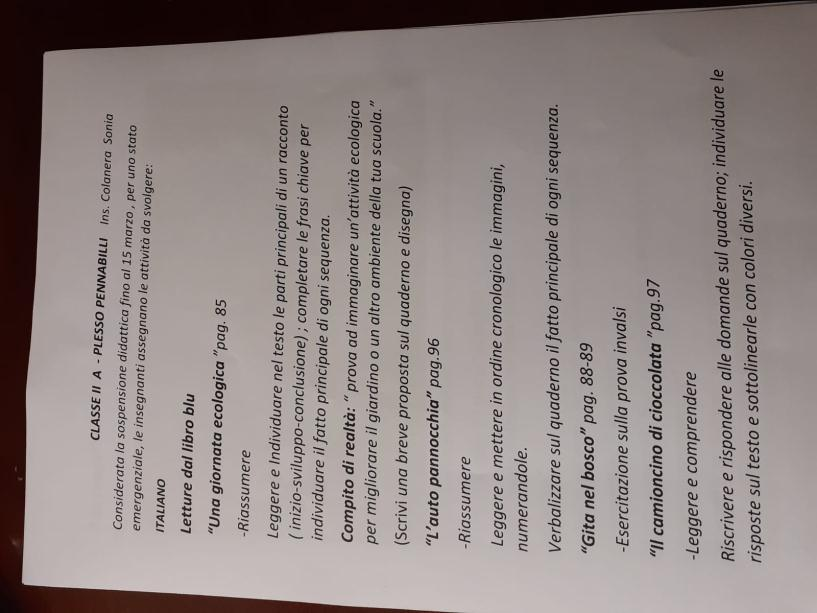 CLASSE II A - PLESSO PENNABILLI Ins. Colanera Sonia
Considerata la sospensione didattica fino al 15 marzo , per uno stato
emergenziale, le insegnanti assegnano le attività da svolgere:
ITALIANO
Letture dal libro blu
“Una giornata ecologica ”pag. 85
-Riassumere
Leggere e Individuare nel testo le parti principali di un racconto
( inizio-sviluppo-conclusione) ; completare le frasi chiave per
individuare il fatto principale di ogni sequenza.
Compito di realtà: “ prova ad immaginare un’attività ecologica
per migliorare il giardino o un altro ambiente della tua scuola.”
(Scrivi una breve proposta sul quaderno e disegna)
“L’auto pannocchia” pag.96
-Riassumere
Leggere e mettere in ordine cronologico le immagini,
numerandole.
Verbalizzare sul quaderno il fatto principale di ogni sequenza.
“Gita nel bosco” pag. 88-89
-Esercitazione sulla prova invalsi
“Il camioncino di cioccolata ”pag.97
-Leggere e comprendere
Riscrivere e rispondere alle domande sul quaderno; individuare le
risposte sul testo e sottolinearle con colori diversi.